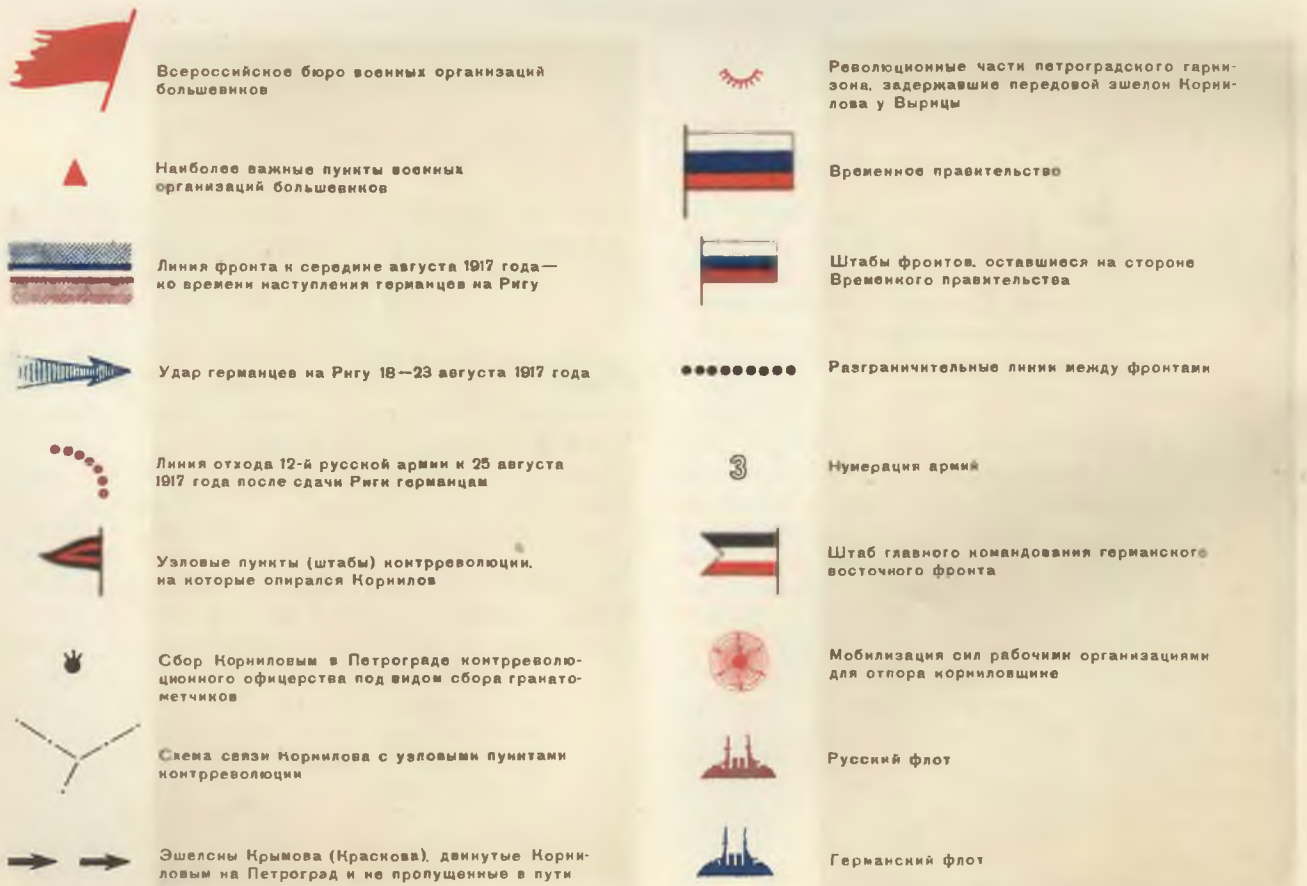 Всероссийское бюро военных организаций
большевиков
Наиболее важные пункты военных
организаций большевиков
Линия фронта к середине августа 1917 года—
ко времени наступления германцев на Ригу
Удар германцев на Ригу 18—23 августа 1917 года
Линия отхода 12-й русской армии к 25 августа
1917 года после сдачи Риги германцам
Узловые пункты (штабы) контрреволюции,
на которые опирался Корнилов
Сбор Корниловым в Петрограде контрреволю-
ционного офицерства под видом сбора гранато-
метчиков
Схема связи Корнилова с узловыми пунктами
контрреволюции
Эшелоны Крымова (Краснова), двинутые Корни-
ловым на Петроград и не пропущенные в пути
Революционные части петроградского гарни-
зона, задержавшие передовой эшелон Корни-
лова у Вырицы
Временное правительство
Штабы фронтов, оставшиеся на стороне
Временного правительства
Разграничительные линии между фронтами
3
Нумерация армий
Штаб главного командования германского
восточного фронта
Мобилизация сил рабочими организациями
для отпора корниловщине
Русский флот
Германский флот